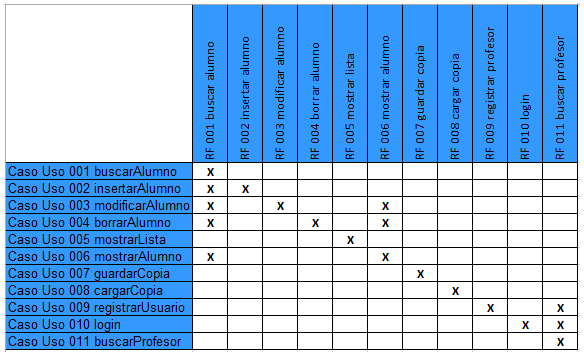 RF 001 buscar alumno
RF 002 insertar alumno
RF 003 modificar alumno
RF 004 borrar alumno
RF 005 mostrar lista
RF 006 mostrar alumno
RF 007 guardar copia
RF 008 cargar copia
RF 009 registrar profesor
RF 010 login
RF 011 buscar profesor
Caso Uso 001 buscarAlumno X
Caso Uso 002 insertarAlumno X X
Caso Uso 003 modificarAlumno X X X
Caso Uso 004 borrarAlumno X X X
Caso Uso 005 mostrarLista X
Caso Uso 006 mostrarAlumno X X
Caso Uso 007 guardarCopia X
Caso Uso 008 cargarCopia X
Caso Uso 009 registrarUsuario X X
Caso Uso 010 login X X
Caso Uso 011 buscarProfesor X